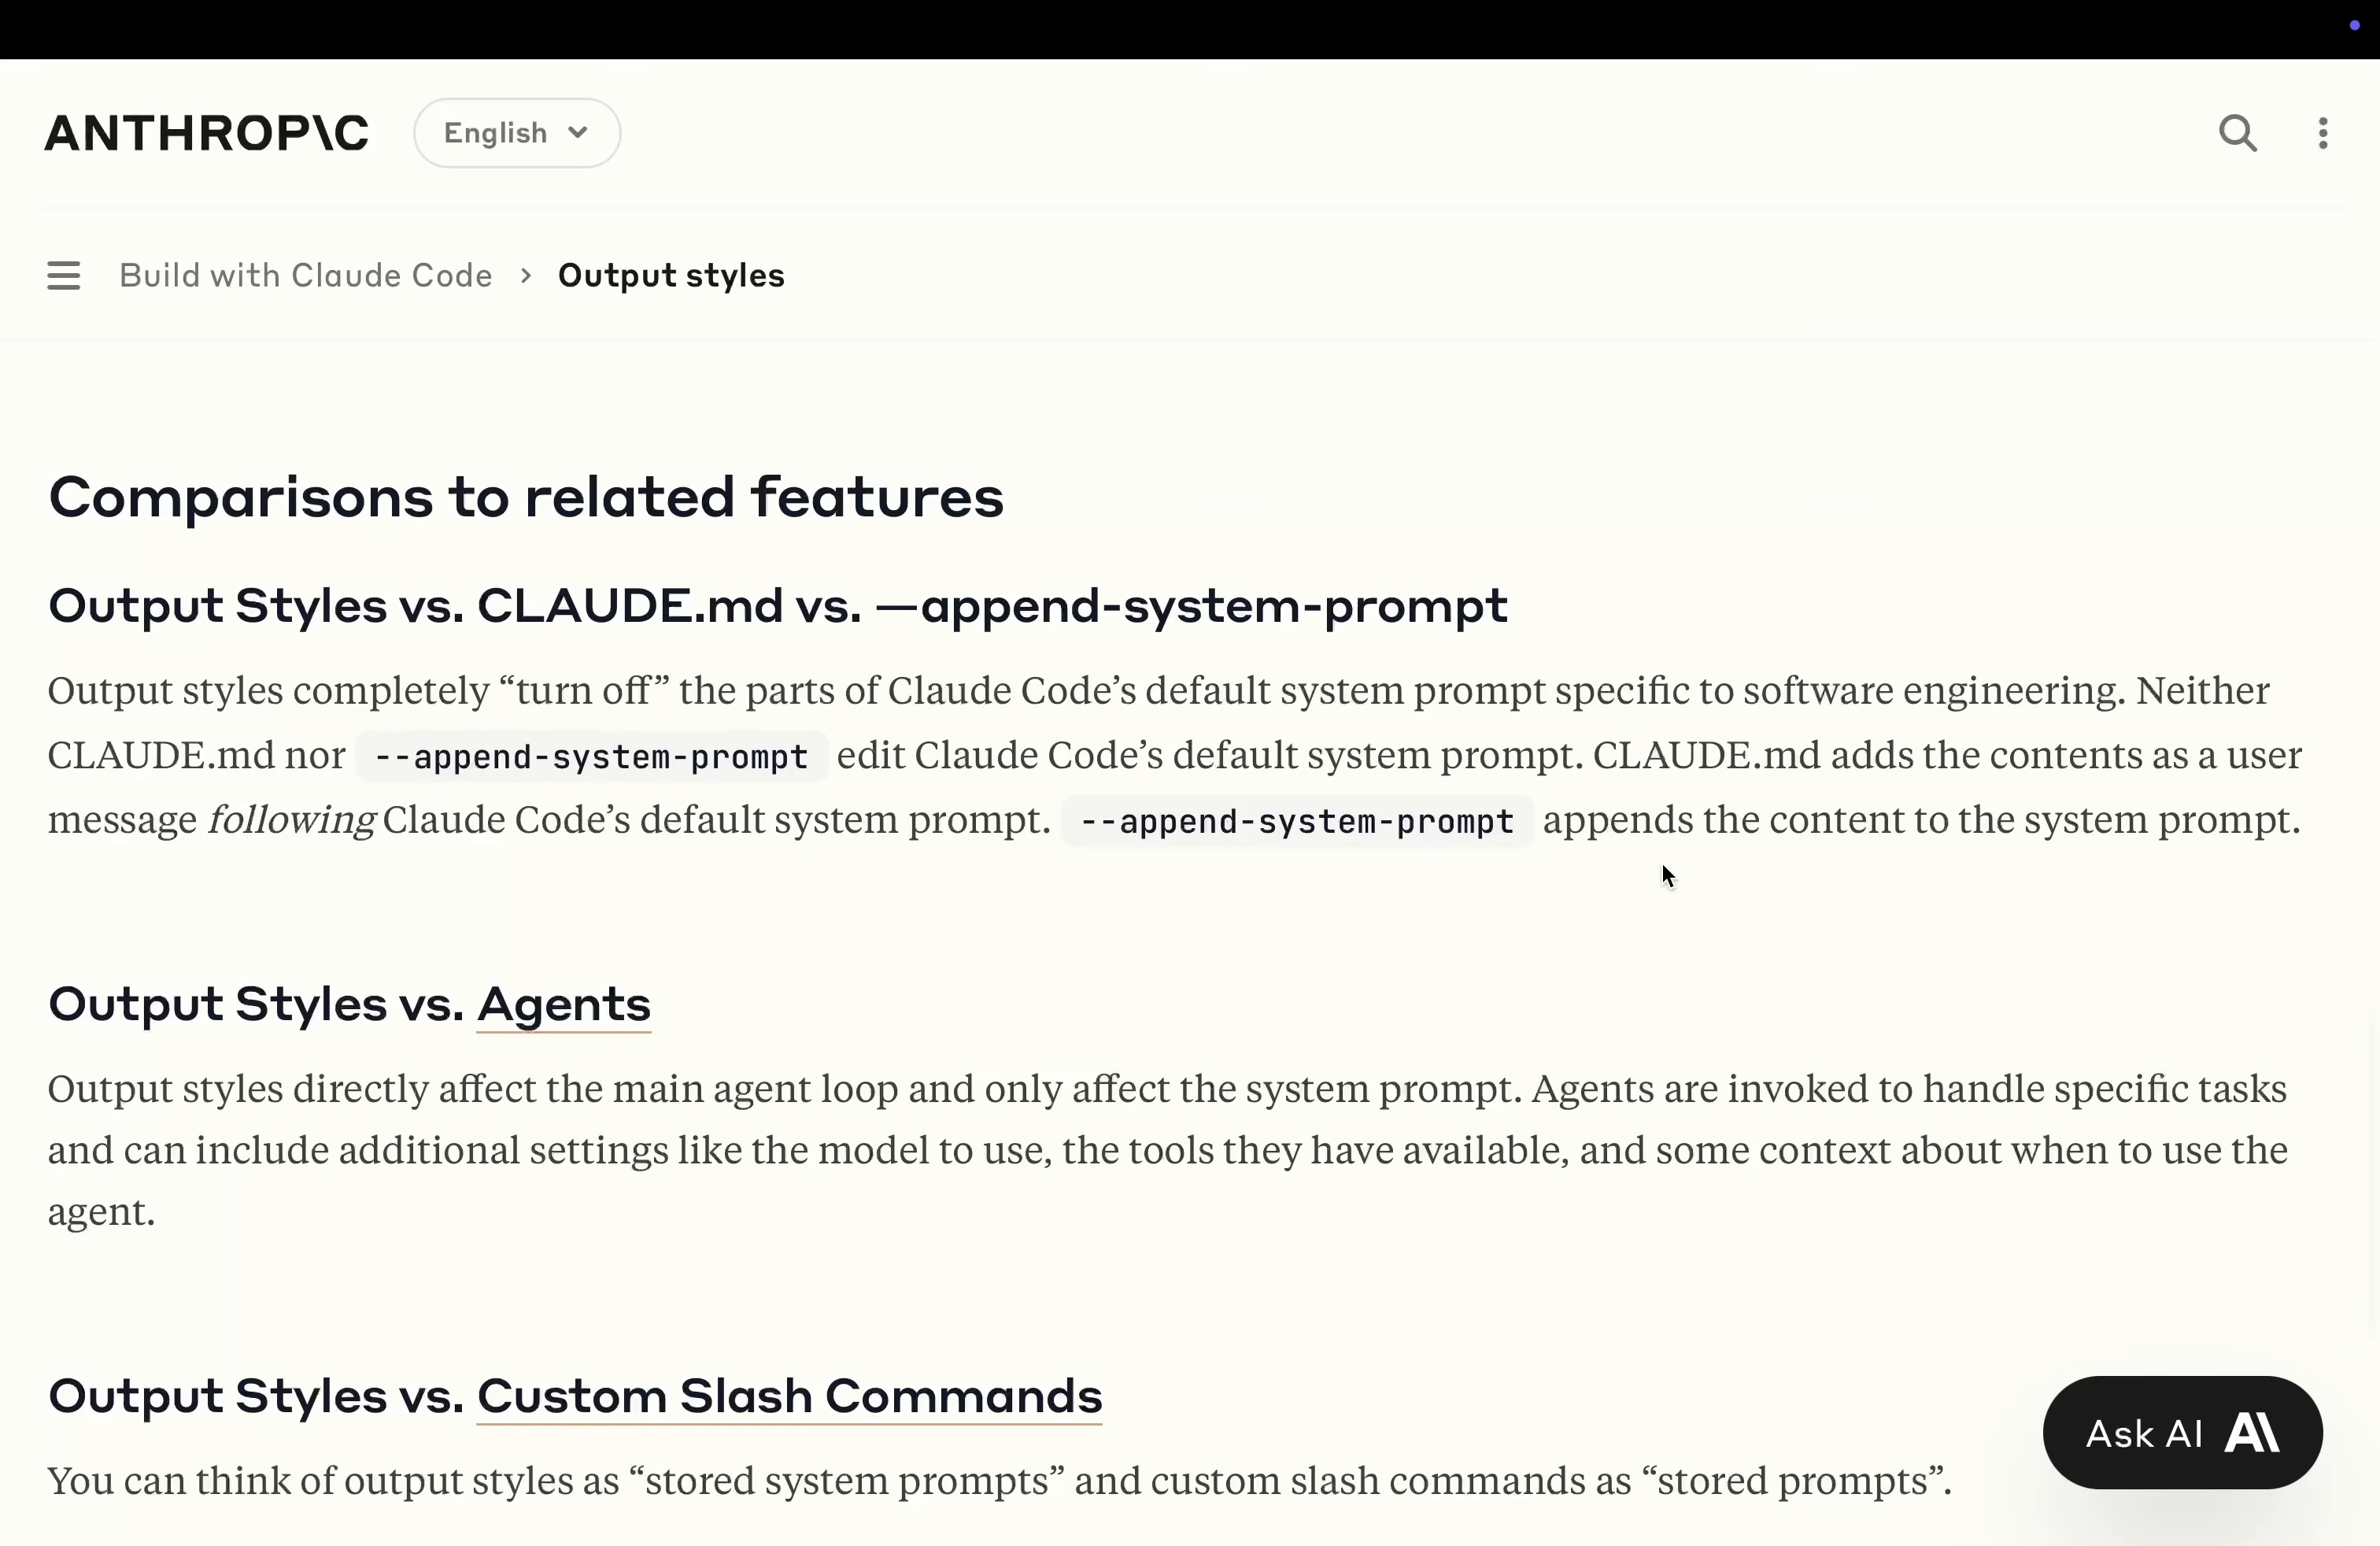 ANTHROP\C
English
Build with Claude Code > Output styles
Comparisons to related features
Output Styles vs. CLAUDE.md vs. —append-system-prompt
Output styles completely “turn off” the parts of Claude Code’s default system prompt specific to software engineering. Neither
CLAUDE.md nor --append-system-prompt edit Claude Code’s default system prompt. CLAUDE.md adds the contents as a user
message following Claude Code’s default system prompt. --append-system-prompt appends the content to the system prompt.
Output Styles vs. Agents
Output styles directly affect the main agent loop and only affect the system prompt. Agents are invoked to handle specific tasks
and can include additional settings like the model to use, the tools they have available, and some context about when to use the
agent.
Output Styles vs. Custom Slash Commands
You can think of output styles as “stored system prompts” and custom slash commands as “stored prompts”.
Ask AI A\